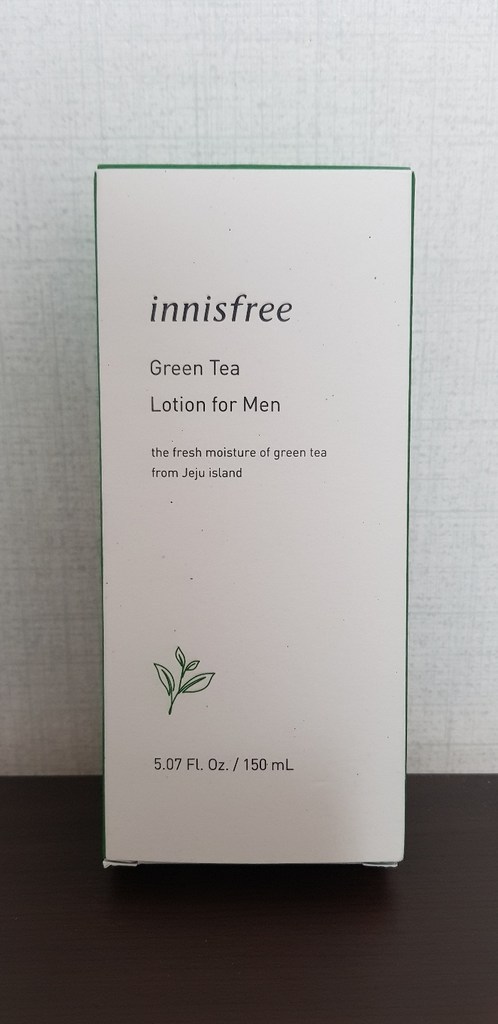 innisfree
Green Tea
Lotion for Men
the fresh moisture of green tea
from Jeju island
5.07 Fl. Oz. / 150 mL